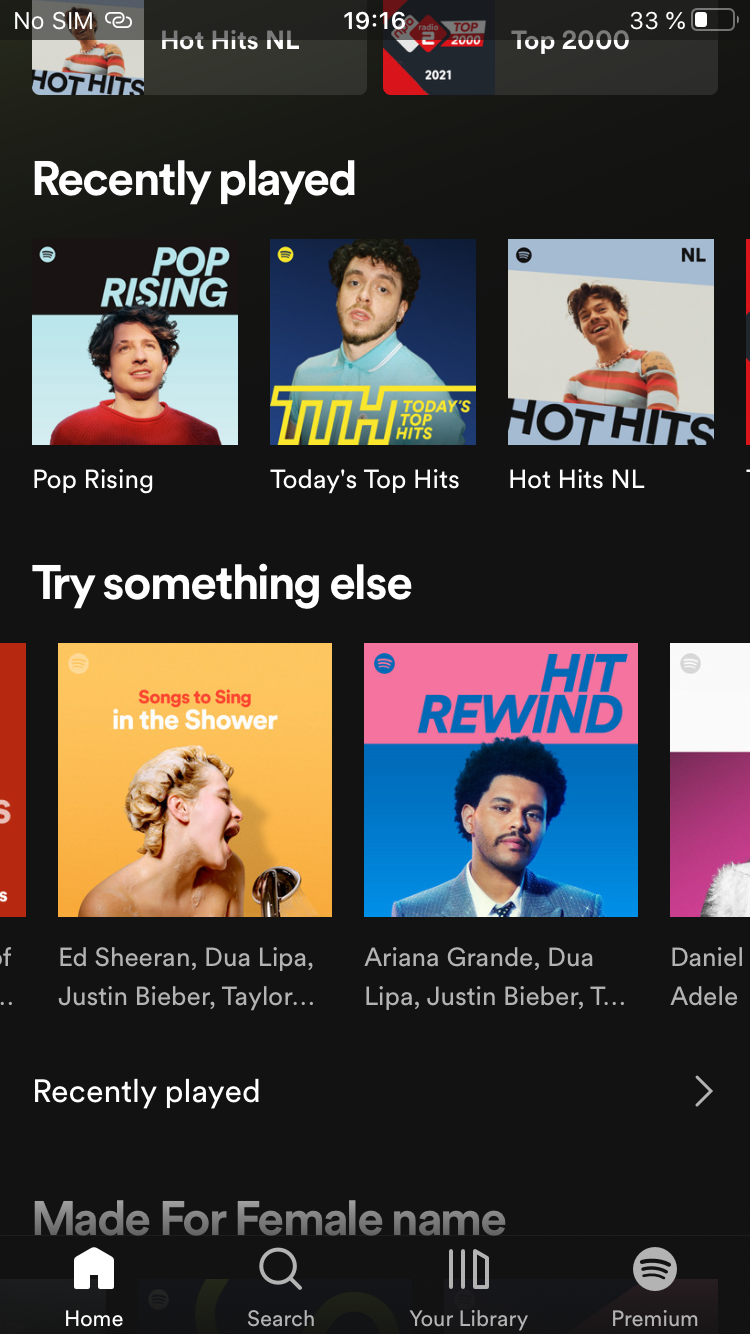 No SIM 19:16 33 %
Hot Hits NL
HOT HITS
Top 2000
npo radio 2 TOP 2000
2021
Recently played
POP
RISING
TTH TODAY'S
TOP
HITS
NL
HOT HITS
Pop Rising
Today's Top Hits
Hot Hits NL
Try something else
Songs to Sing
in the Shower
HIT
REWIND
Ed Sheeran, Dua Lipa,
Justin Bieber, Taylor...
Ariana Grande, Dua
Lipa, Justin Bieber, T...
Daniel
Adele
Recently played
Made For Female name
Home
Search
Your Library
Premium